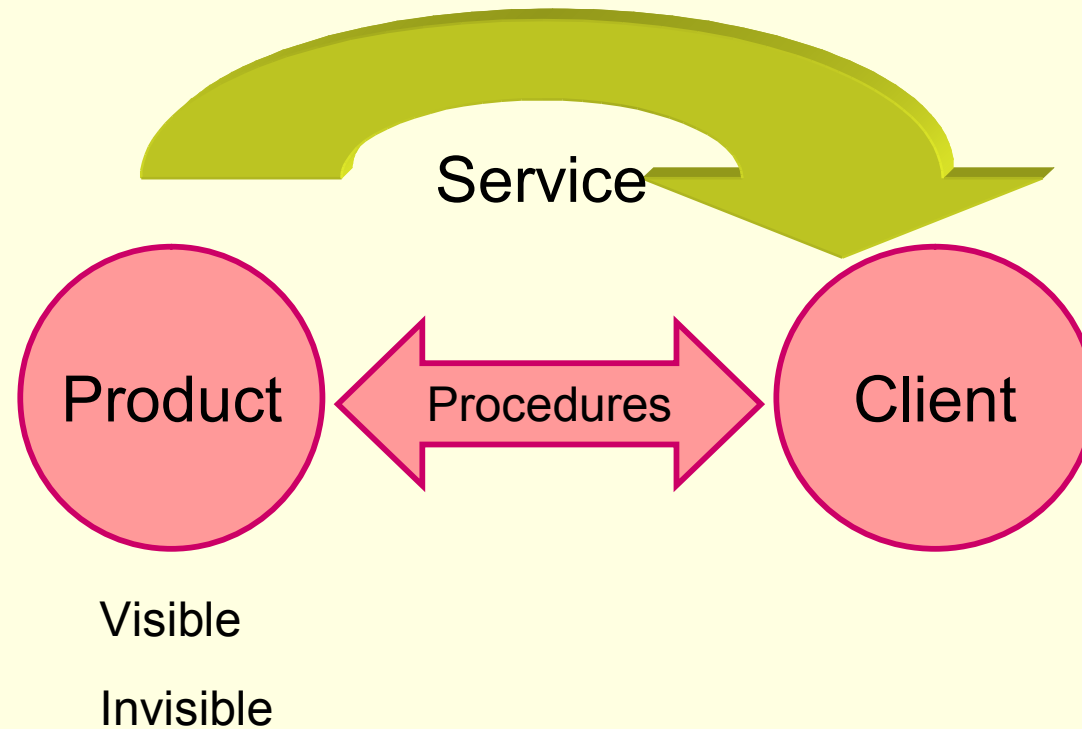 Service
Product
Procedures
Client
Visible
Invisible